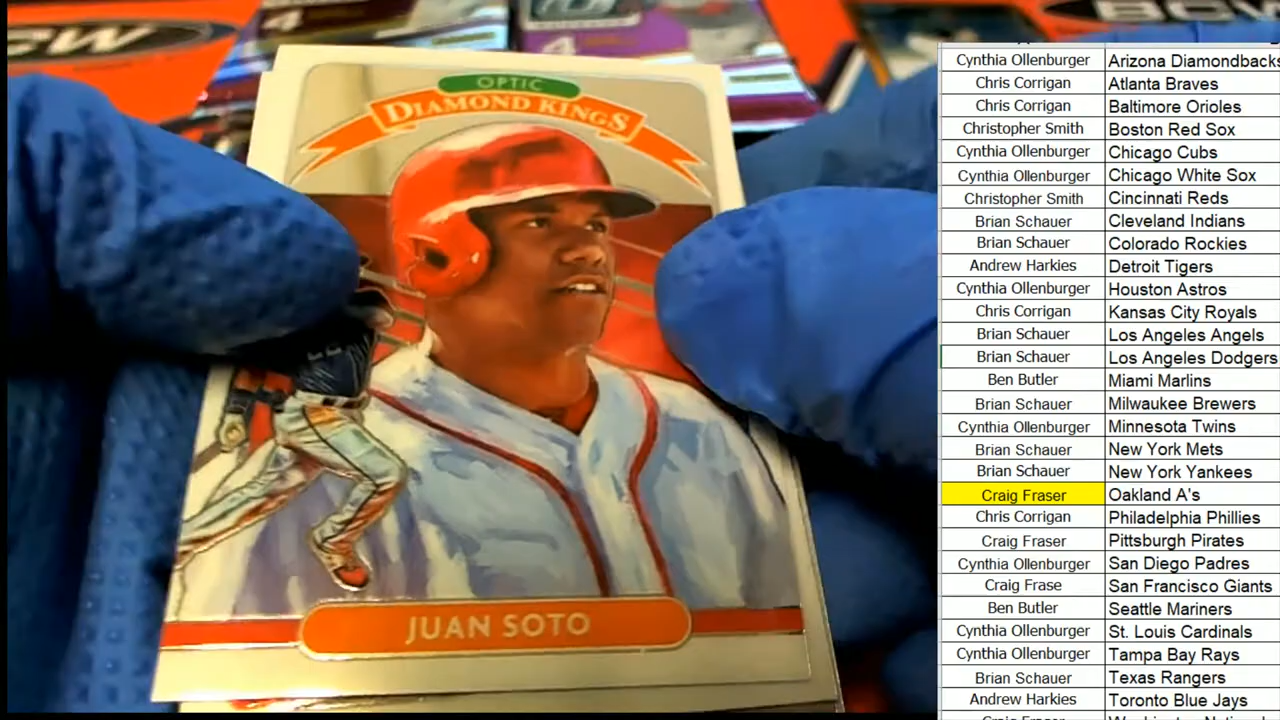 CW
4
4
BCW
OPTIC
DIAMOND KINGS
JUAN SOTO
Cynthia Ollenburger Arizona Diamondbacks
Chris Corrigan Atlanta Braves
Chris Corrigan Baltimore Orioles
Christopher Smith Boston Red Sox
Cynthia Ollenburger Chicago Cubs
Cynthia Ollenburger Chicago White Sox
Christopher Smith Cincinnati Reds
Brian Schauer Cleveland Indians
Brian Schauer Colorado Rockies
Andrew Harkies Detroit Tigers
Cynthia Ollenburger Houston Astros
Chris Corrigan Kansas City Royals
Brian Schauer Los Angeles Angels
Brian Schauer Los Angeles Dodgers
Ben Butler Miami Marlins
Brian Schauer Milwaukee Brewers
Cynthia Ollenburger Minnesota Twins
Brian Schauer New York Mets
Brian Schauer New York Yankees
Craig Fraser Oakland A's
Chris Corrigan Philadelphia Phillies
Craig Fraser Pittsburgh Pirates
Cynthia Ollenburger San Diego Padres
Craig Frase San Francisco Giants
Ben Butler Seattle Mariners
Cynthia Ollenburger St. Louis Cardinals
Cynthia Ollenburger Tampa Bay Rays
Brian Schauer Texas Rangers
Andrew Harkies Toronto Blue Jays